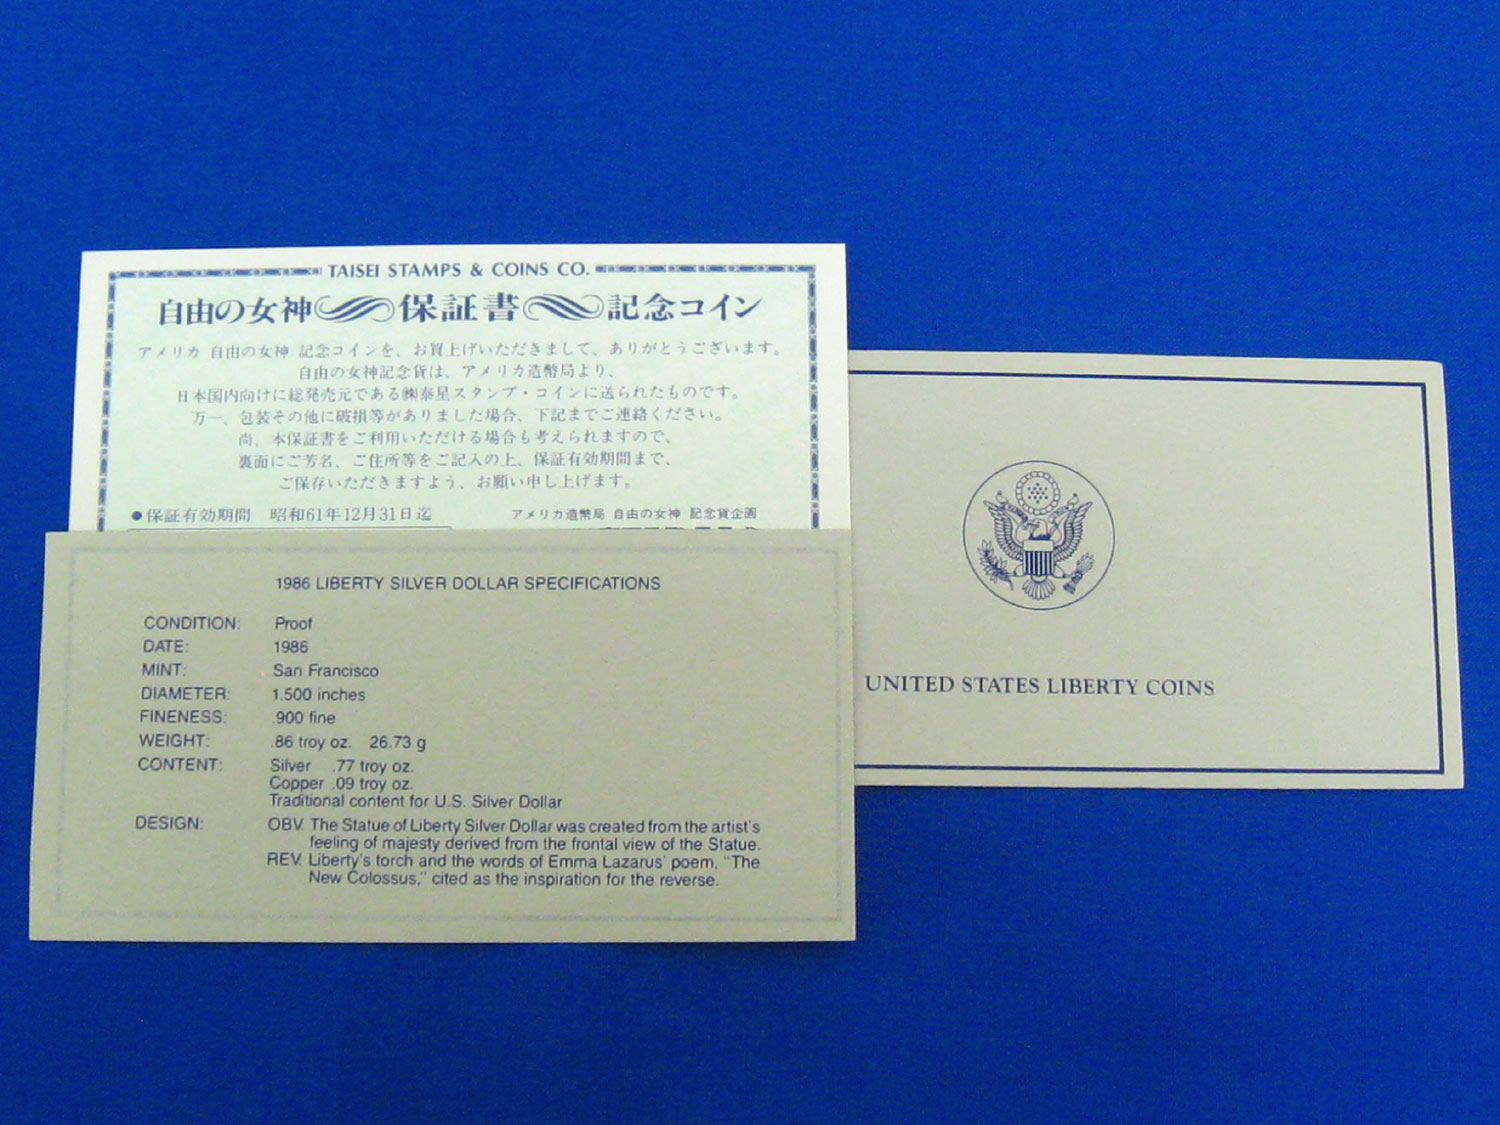 TAISEI STAMPS & COINS CO.
自由の女神 保証書 記念コイン
アメリカ 自由の女神 記念コインを、お買上げいただきまして、ありがとうございます。
自由の女神記念貨は、アメリカ造幣局より、
日本国内向けに総発売元である㈱泰星スタンプ・コインに送られたものです。
万一、包装その他に破損等がありました場合、下記までご連絡ください。
尚、本保証書をご利用いただける場合も考えられますので、
裏面にご芳名、ご住所等をご記入の上、保証有効期間まで、
ご保存いただきますよう、お願い申し上げます。
●保証有効期間 昭和61年12月31日迄
アメリカ造幣局 自由の女神 記念貨企画
1986 LIBERTY SILVER DOLLAR SPECIFICATIONS
CONDITION: Proof
DATE: 1986
MINT: San Francisco
DIAMETER: 1.500 inches
FINENESS: .900 fine
WEIGHT: .86 troy oz. 26.73 g
CONTENT: Silver .77 troy oz.
Copper .09 troy oz.
Traditional content for U.S. Silver Dollar
DESIGN: OBV. The Statue of Liberty Silver Dollar was created from the artist's
feeling of majesty derived from the frontal view of the Statue.
REV. Liberty's torch and the words of Emma Lazarus' poem, "The
New Colossus," cited as the inspiration for the reverse.
UNITED STATES LIBERTY COINS